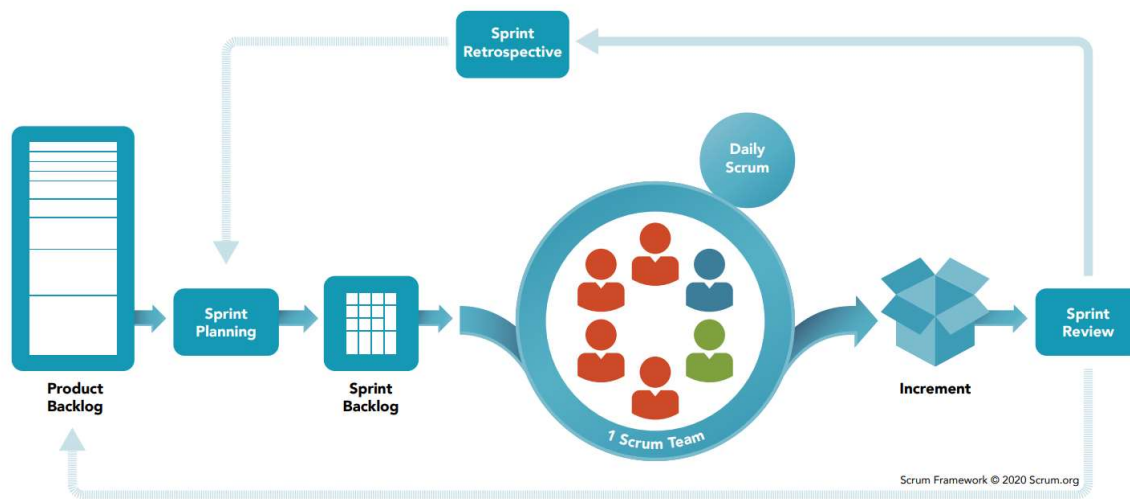 Sprint
Retrospective
Daily
Scrum
Sprint
Planning
Sprint
Review
Product
Backlog
Sprint
Backlog
1 Scrum Team
Increment
Scrum Framework © 2020 Scrum.org